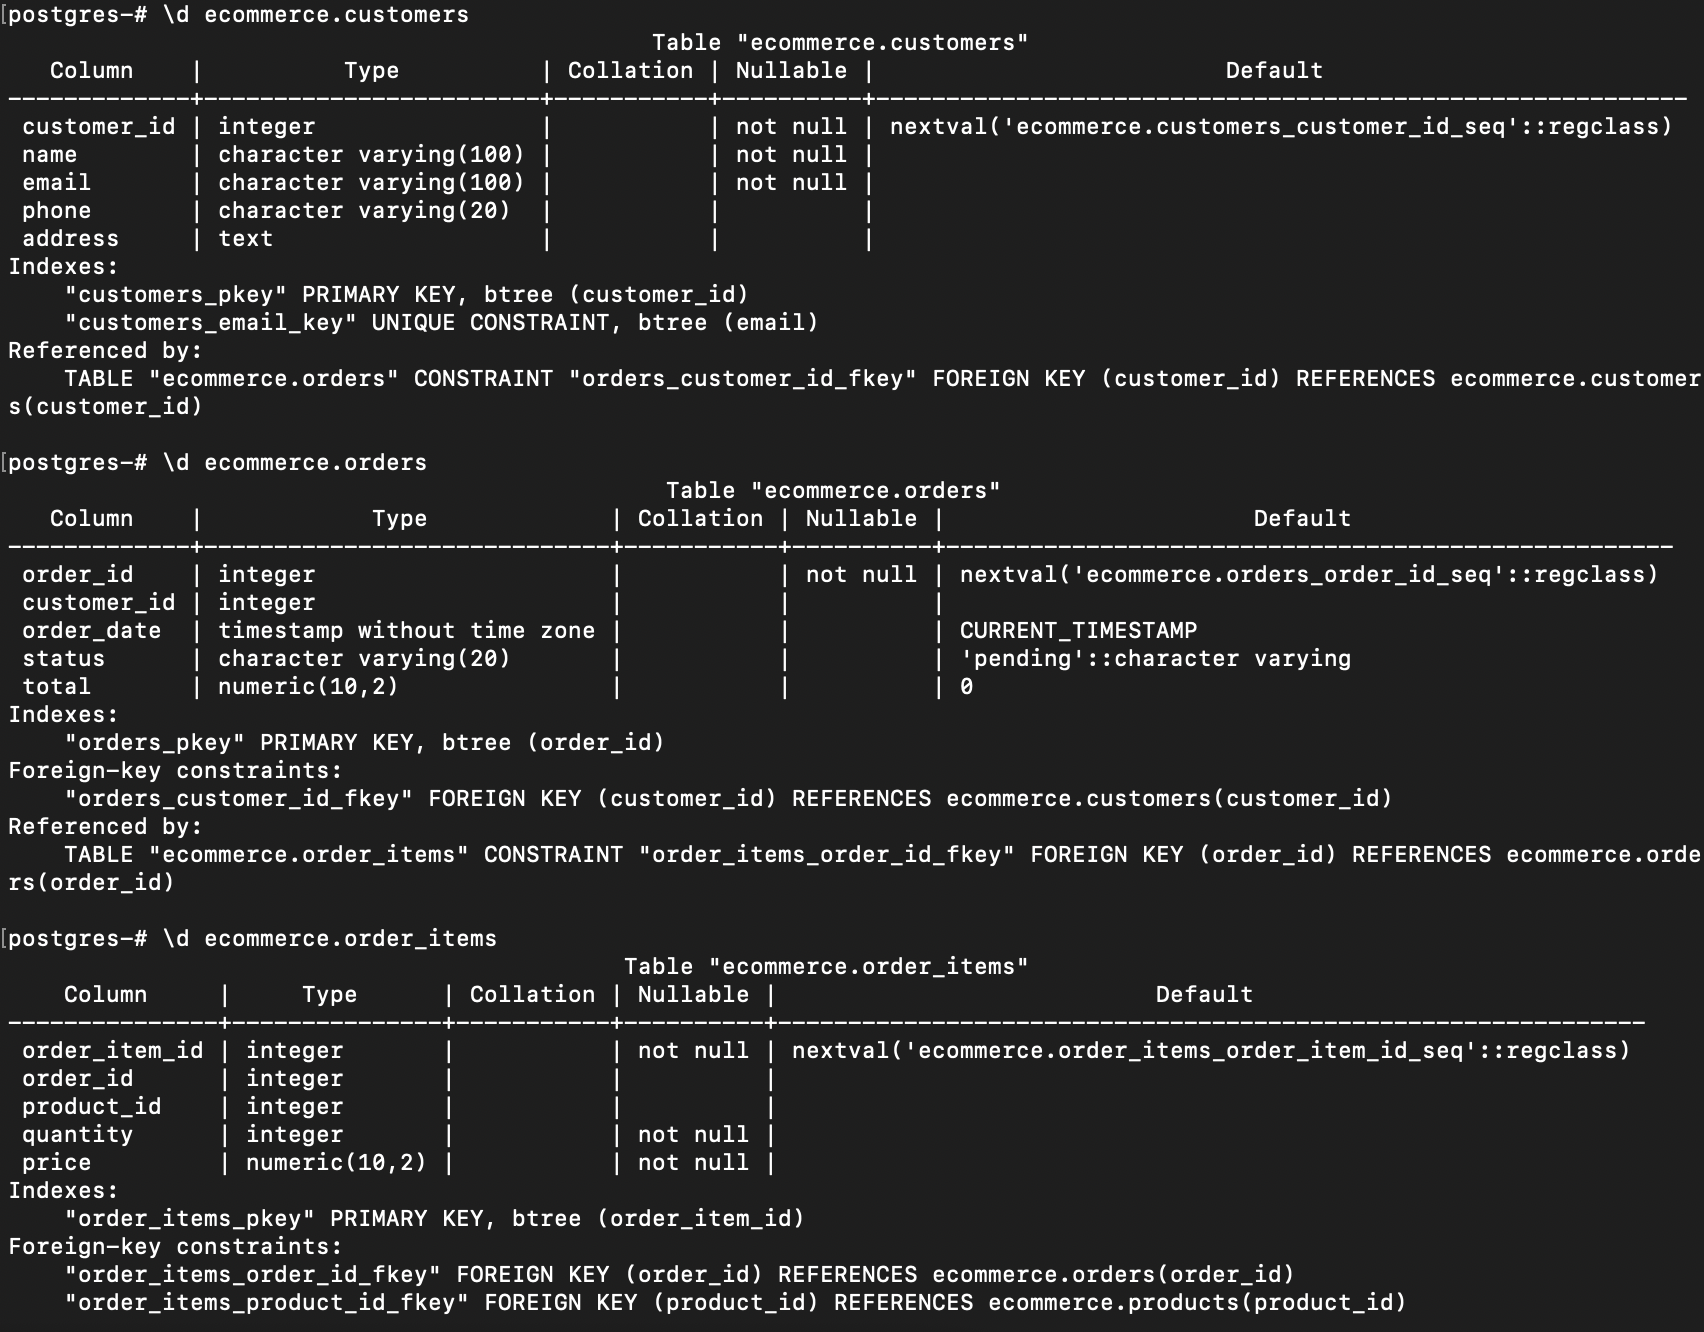 [postgres-# \d ecommerce.customers
                                              Table "ecommerce.customers"
   Column    |          Type          | Collation | Nullable |                         Default
-------------+------------------------+-----------+----------+----------------------------------------------------------
 customer_id | integer                |           | not null | nextval('ecommerce.customers_customer_id_seq'::regclass)
 name        | character varying(100) |           | not null |
 email       | character varying(100) |           | not null |
 phone       | character varying(20)  |           |          |
 address     | text                   |           |          |
Indexes:
    "customers_pkey" PRIMARY KEY, btree (customer_id)
    "customers_email_key" UNIQUE CONSTRAINT, btree (email)
Referenced by:
    TABLE "ecommerce.orders" CONSTRAINT "orders_customer_id_fkey" FOREIGN KEY (customer_id) REFERENCES ecommerce.customer
s(customer_id)

[postgres-# \d ecommerce.orders
                                               Table "ecommerce.orders"
   Column    |            Type             | Collation | Nullable |                      Default
-------------+-----------------------------+-----------+----------+----------------------------------------------------
 order_id    | integer                     |           | not null | nextval('ecommerce.orders_order_id_seq'::regclass)
 customer_id | integer                     |           |          |
 order_date  | timestamp without time zone |           |          | CURRENT_TIMESTAMP
 status      | character varying(20)       |           |          | 'pending'::character varying
 total       | numeric(10,2)               |           |          | 0
Indexes:
    "orders_pkey" PRIMARY KEY, btree (order_id)
Foreign-key constraints:
    "orders_customer_id_fkey" FOREIGN KEY (customer_id) REFERENCES ecommerce.customers(customer_id)
Referenced by:
    TABLE "ecommerce.order_items" CONSTRAINT "order_items_order_id_fkey" FOREIGN KEY (order_id) REFERENCES ecommerce.orde
rs(order_id)

[postgres-# \d ecommerce.order_items
                                            Table "ecommerce.order_items"
    Column     |     Type      | Collation | Nullable |                           Default
---------------+---------------+-----------+----------+--------------------------------------------------------------
 order_item_id | integer       |           | not null | nextval('ecommerce.order_items_order_item_id_seq'::regclass)
 order_id      | integer       |           |          |
 product_id    | integer       |           |          |
 quantity      | integer       |           | not null |
 price         | numeric(10,2) |           | not null |
Indexes:
    "order_items_pkey" PRIMARY KEY, btree (order_item_id)
Foreign-key constraints:
    "order_items_order_id_fkey" FOREIGN KEY (order_id) REFERENCES ecommerce.orders(order_id)
    "order_items_product_id_fkey" FOREIGN KEY (product_id) REFERENCES ecommerce.products(product_id)